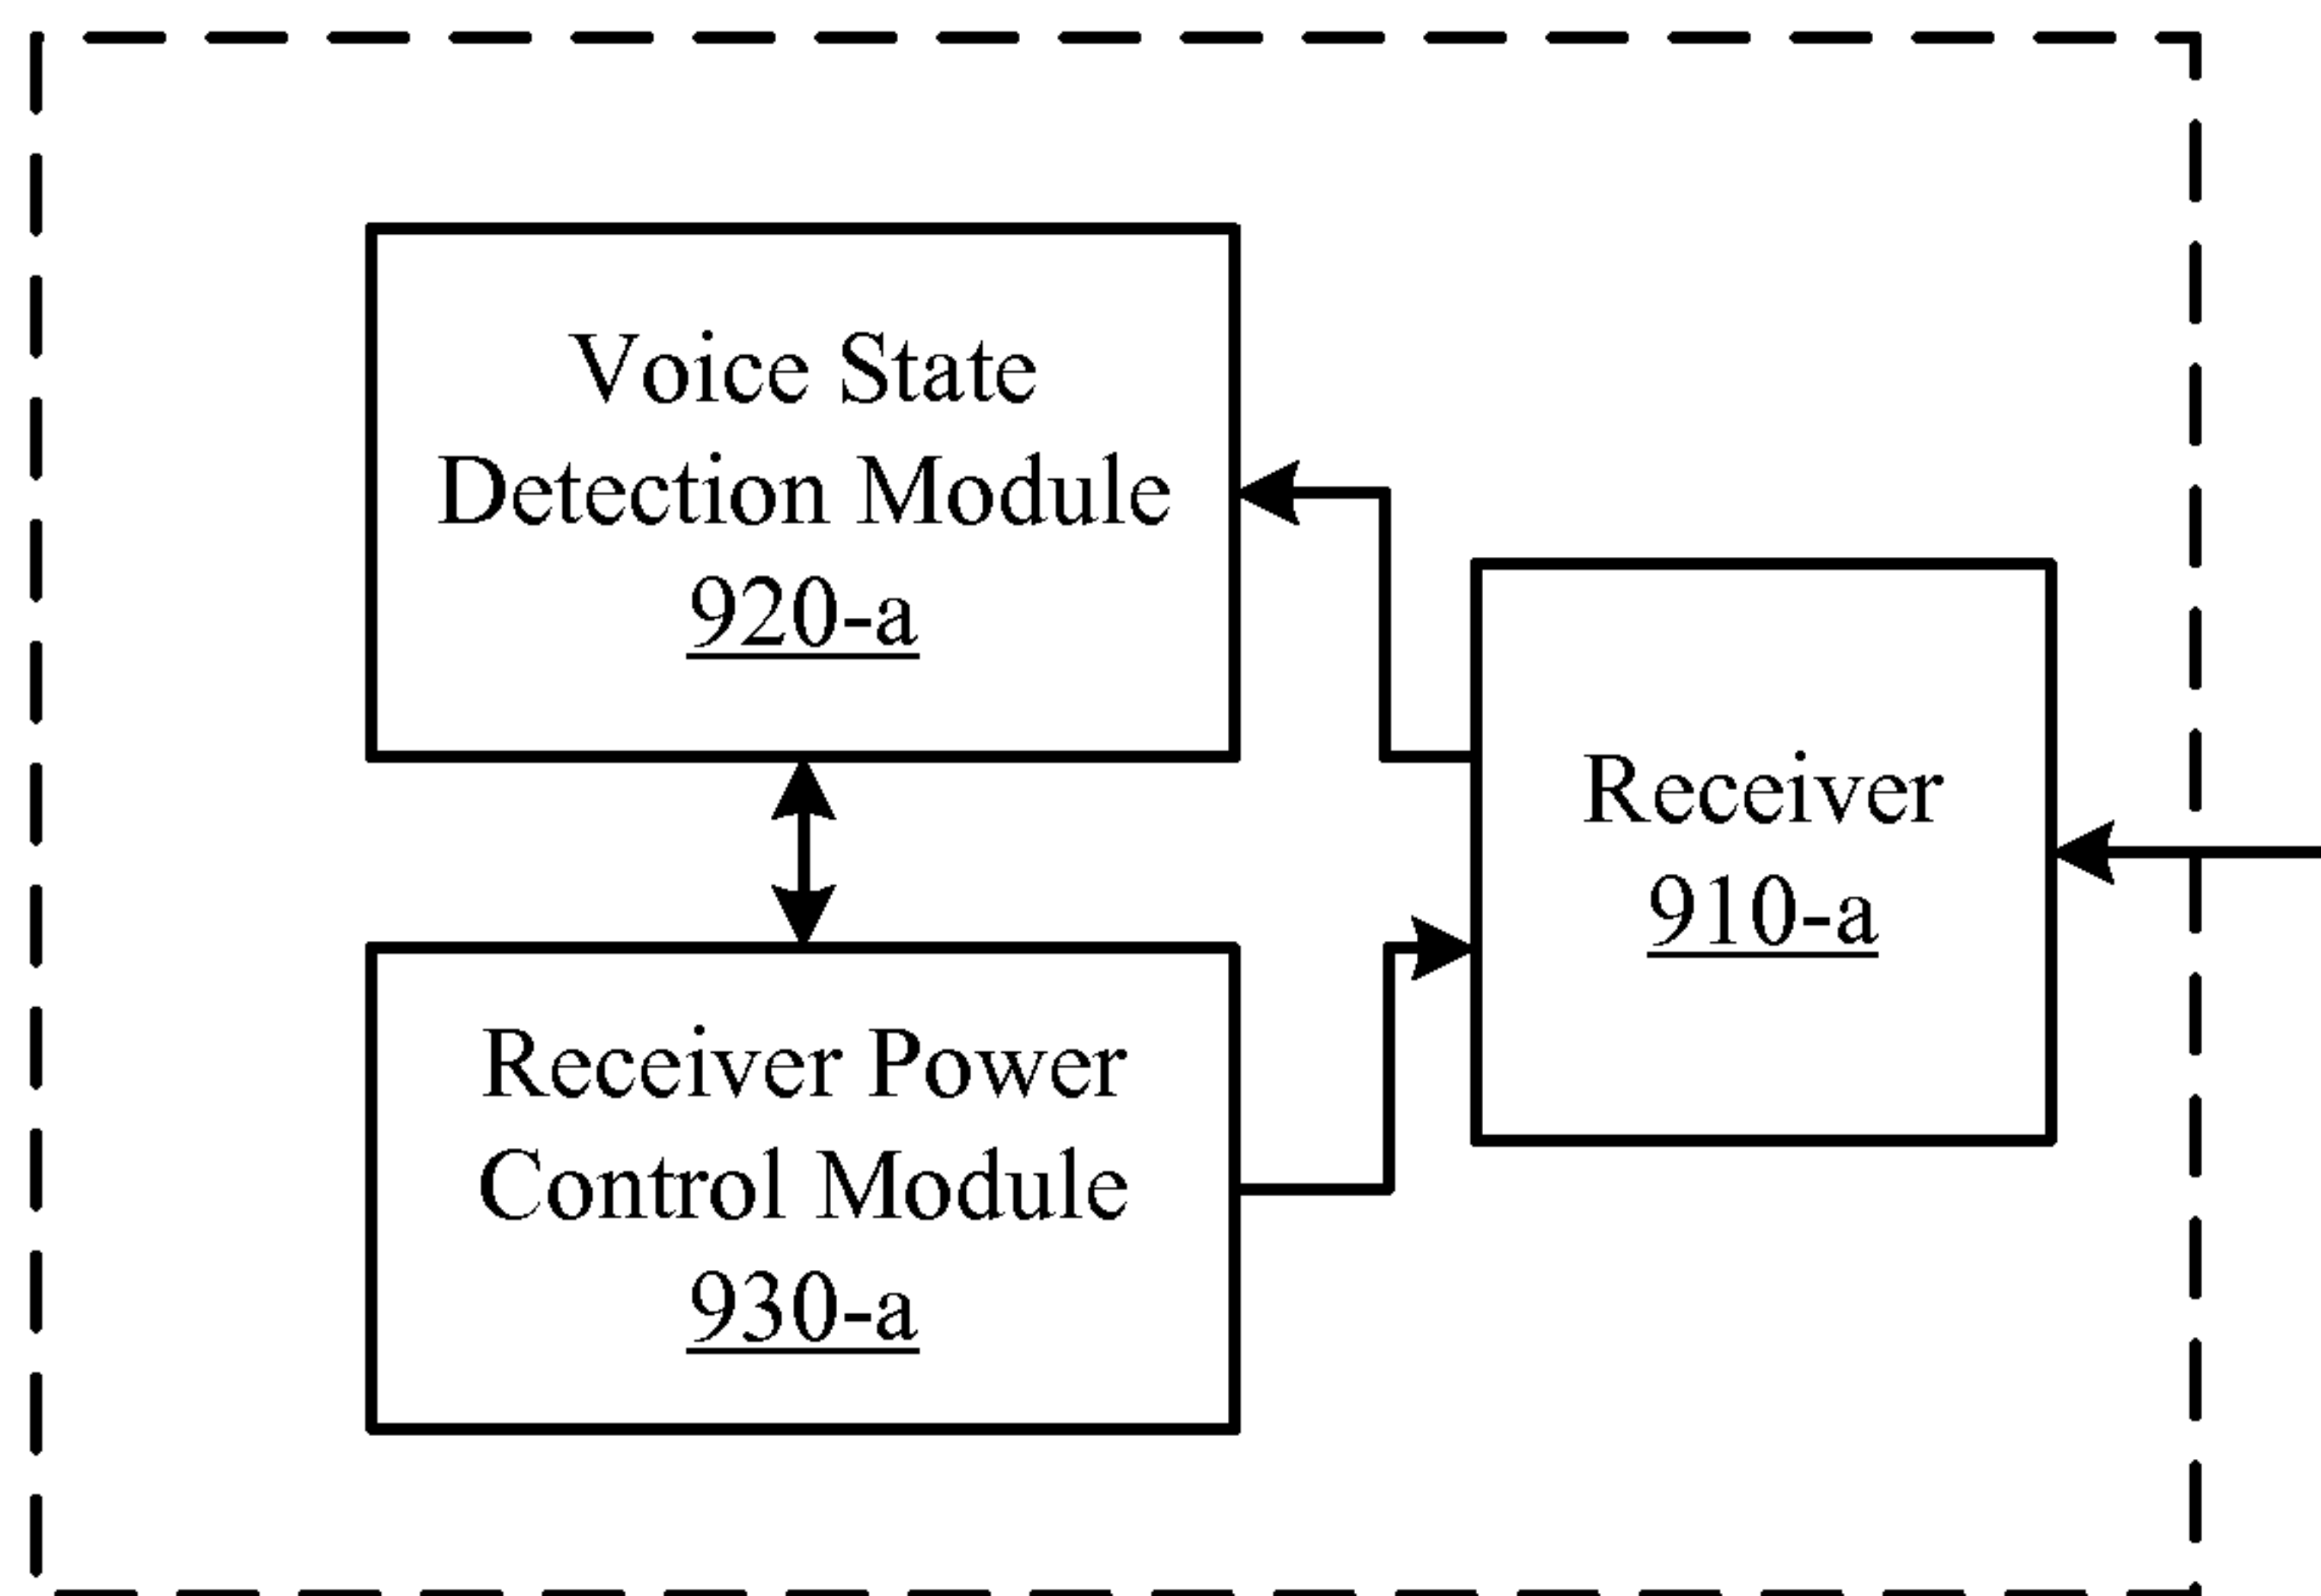 Voice State
Detection Module
920-a
Receiver
910-a
Receiver Power
Control Module
930-a